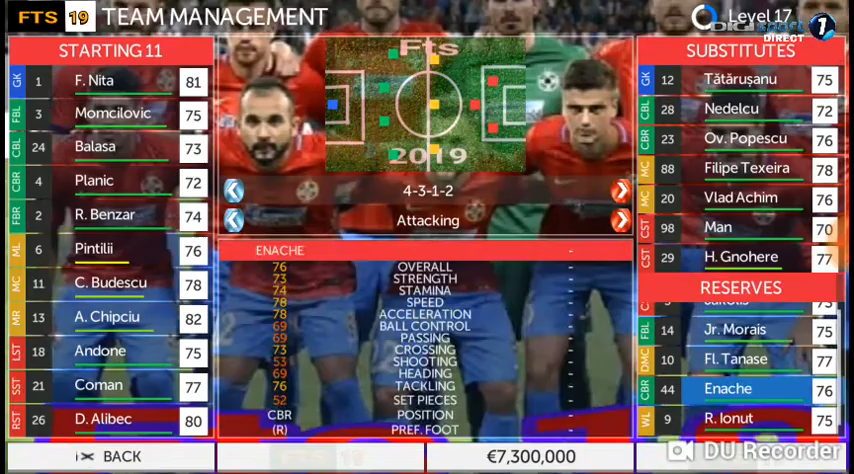 FTS 19 TEAM MANAGEMENT Level 17
DIGI sport 1
DIRECT
STARTING 11
GK 1 F. Nita 81
FBL 3 Momcilovic 75
CBL 24 Balasa 73
CBR 4 Planic 72
FBR 2 R. Benzar 74
ML 6 Pintilii 76
MC 11 C. Budescu 78
MR 13 A. Chipciu 82
LST 18 Andone 75
SST 21 Coman 77
RST 26 D. Alibec 80
Fts
2019
4-3-1-2
Attacking
ENACHE -
76 OVERALL -
73 STRENGTH -
74 STAMINA -
78 SPEED -
78 ACCELERATION -
69 BALL CONTROL -
69 PASSING -
73 CROSSING -
53 SHOOTING -
69 HEADING -
76 TACKLING -
52 SET PIECES -
CBR POSITION -
(R) PREF. FOOT -
SUBSTITUTES
GK 12 Tătăruşanu 75
CBL 28 Nedelcu 72
CBR 23 Ov. Popescu 76
MC 88 Filipe Texeira 78
MC 20 Vlad Achim 76
CST 98 Man 70
CST 29 H. Gnohere 77
RESERVES
FBL 14 Jr. Morais 75
DMC 10 Fl. Tanase 77
CBR 44 Enache 76
WL 9 R. Ionut 75
BACK
FTS 19
€7,300,000
DU Recorder